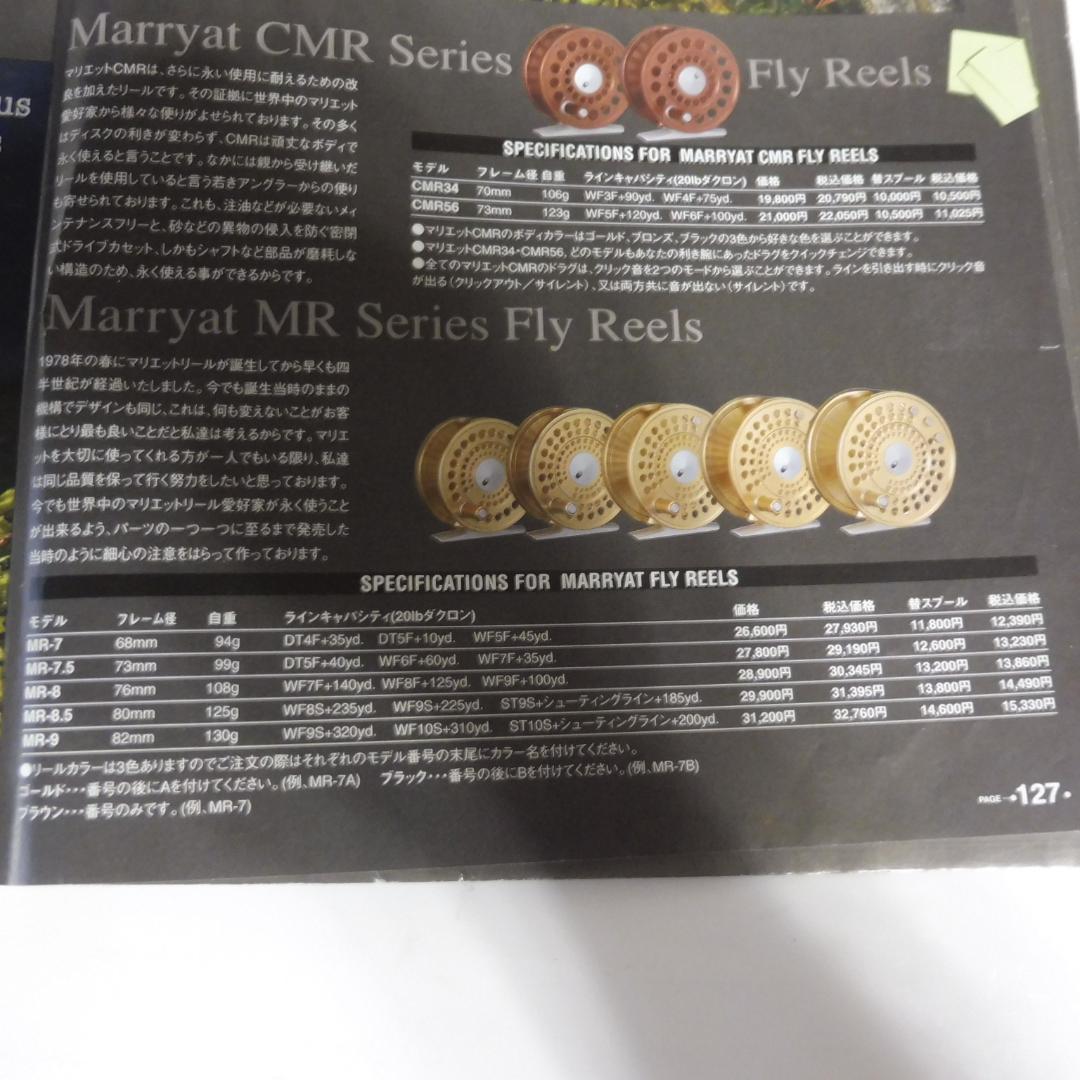 us
Marryat CMR Series Fly Reels
マリエットCMRは、さらに永い使用に耐えるための改
良を加えたリールです。その証拠に世界中のマリエット
愛好家から様々な便りがよせられております。その多く
はディスクの利きが変わらず、CMRは頑丈なボディで
永く使えると言うことです。なかには親から受け継いだ
リールを使用していると言う若きアングラーからの便り
も寄せられております。これも、注油などが必要ないメイ
ンテナンスフリーと、砂などの異物の侵入を防ぐ密閉
式ドライブカセット、しかもシャフトなど部品が磨耗しな
い構造のため、永く使える事ができるからです。
SPECIFICATIONS FOR MARRYAT CMR FLY REELS
モデル フレーム径 自重 ラインキャパシティ(20lbダクロン) 価格 税込価格 替スプール 税込価格
CMR34 70mm 106g WF3F+90yd. WF4F+75yd. 19,800円 20,790円 10,000円 10,500円
CMR56 73mm 123g WF5F+120yd. WF6F+100yd. 21,000円 22,050円 10,500円 11,025円
●マリエットCMRのボディカラーはゴールド、ブロンズ、ブラックの3色から好きな色を選ぶことができます。
●マリエットCMR34・CMR56、どのモデルもあなたの利き腕にあったドラグをクイックチェンジできます。
●全てのマリエットCMRのドラグは、クリック音を2つのモードから選ぶことができます。ラインを引き出す時にクリック音
が出る(クリックアウト/サイレント)、又は両方共に音が出ない(サイレント)です。
Marryat MR Series Fly Reels
1978年の春にマリエットリールが誕生してから早くも四
半世紀が経過いたしました。今でも誕生当時のままの
機構でデザインも同じ、これは、何も変えないことがお客
様にとり最も良いことだと私達は考えるからです。マリエ
ットを大切に使ってくれる方が一人でもいる限り、私達
は同じ品質を保って行く努力をしたいと思っております。
今でも世界中のマリエットリール愛好家が永く使うこと
が出来るよう、パーツの一つ一つに至るまで発売した
当時のように細心の注意をはらって作っております。
SPECIFICATIONS FOR MARRYAT FLY REELS
モデル フレーム径 自重 ラインキャパシティ(20lbダクロン) 価格 税込価格 替スプール 税込価格
MR-7 68mm 94g DT4F+35yd. DT5F+10yd. WF5F+45yd. 26,600円 27,930円 11,800円 12,390円
MR-7.5 73mm 99g DT5F+40yd. WF6F+60yd. WF7F+35yd. 27,800円 29,190円 12,600円 13,230円
MR-8 76mm 108g WF7F+140yd. WF8F+125yd. WF9F+100yd. 28,900円 30,345円 13,200円 13,860円
MR-8.5 80mm 125g WF8S+235yd. WF9S+225yd. ST9S+シューティングライン+185yd. 29,900円 31,395円 13,800円 14,490円
MR-9 82mm 130g WF9S+320yd. WF10S+310yd. ST10S+シューティングライン+200yd. 31,200円 32,760円 14,600円 15,330円
●リールカラーは3色ありますのでご注文の際はそれぞれのモデル番号の末尾にカラー名を付けてください。
ゴールド・・・番号の後にAを付けてください。(例、MR-7A) ブラック・・・番号の後にBを付けてください。(例、MR-7B)
ブラウン・・・番号のみです。(例、MR-7)
PAGE→127・